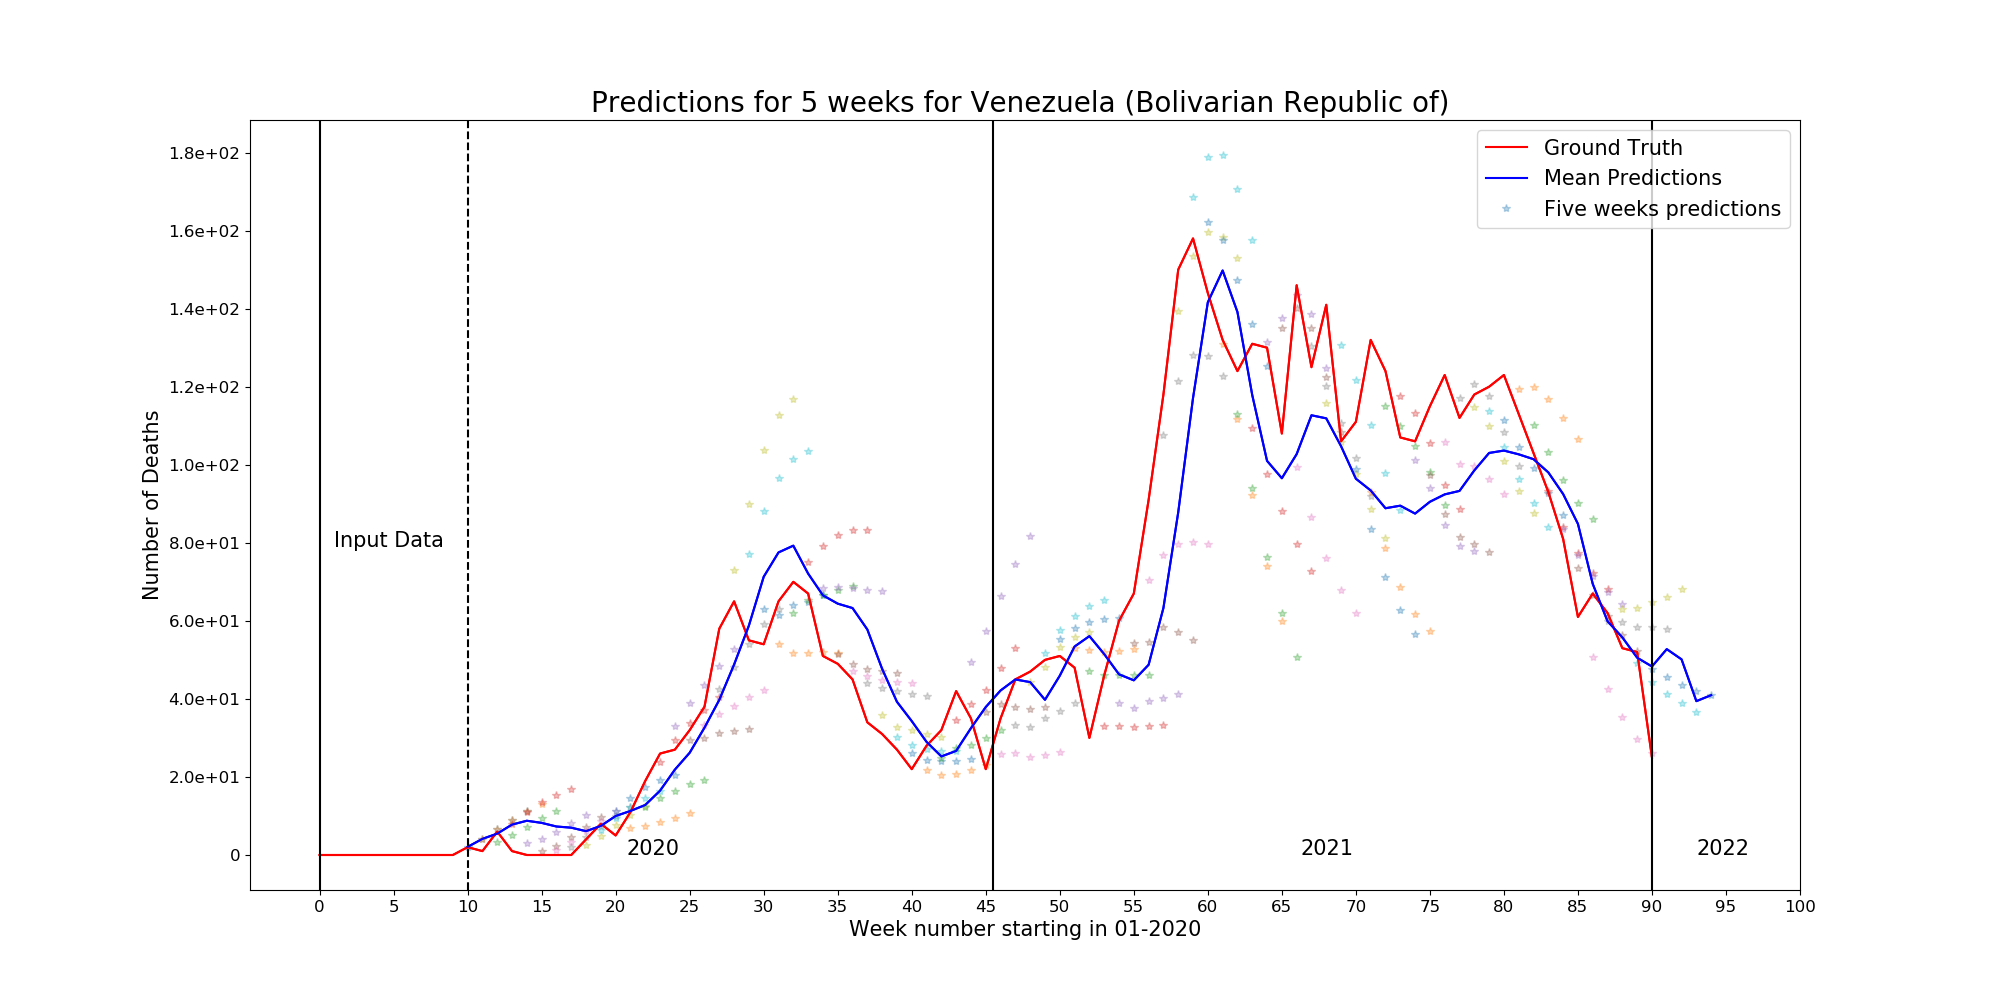 Predictions for 5 weeks for Venezuela (Bolivarian Republic of)
Ground Truth
Mean Predictions
Five weeks predictions
1.8e+02
1.6e+02
1.4e+02
1.2e+02
1.0e+02
8.0e+01
6.0e+01
4.0e+01
2.0e+01
0
Number of Deaths
Input Data
2020
2021
2022
0 5 10 15 20 25 30 35 40 45 50 55 60 65 70 75 80 85 90 95 100
Week number starting in 01-2020